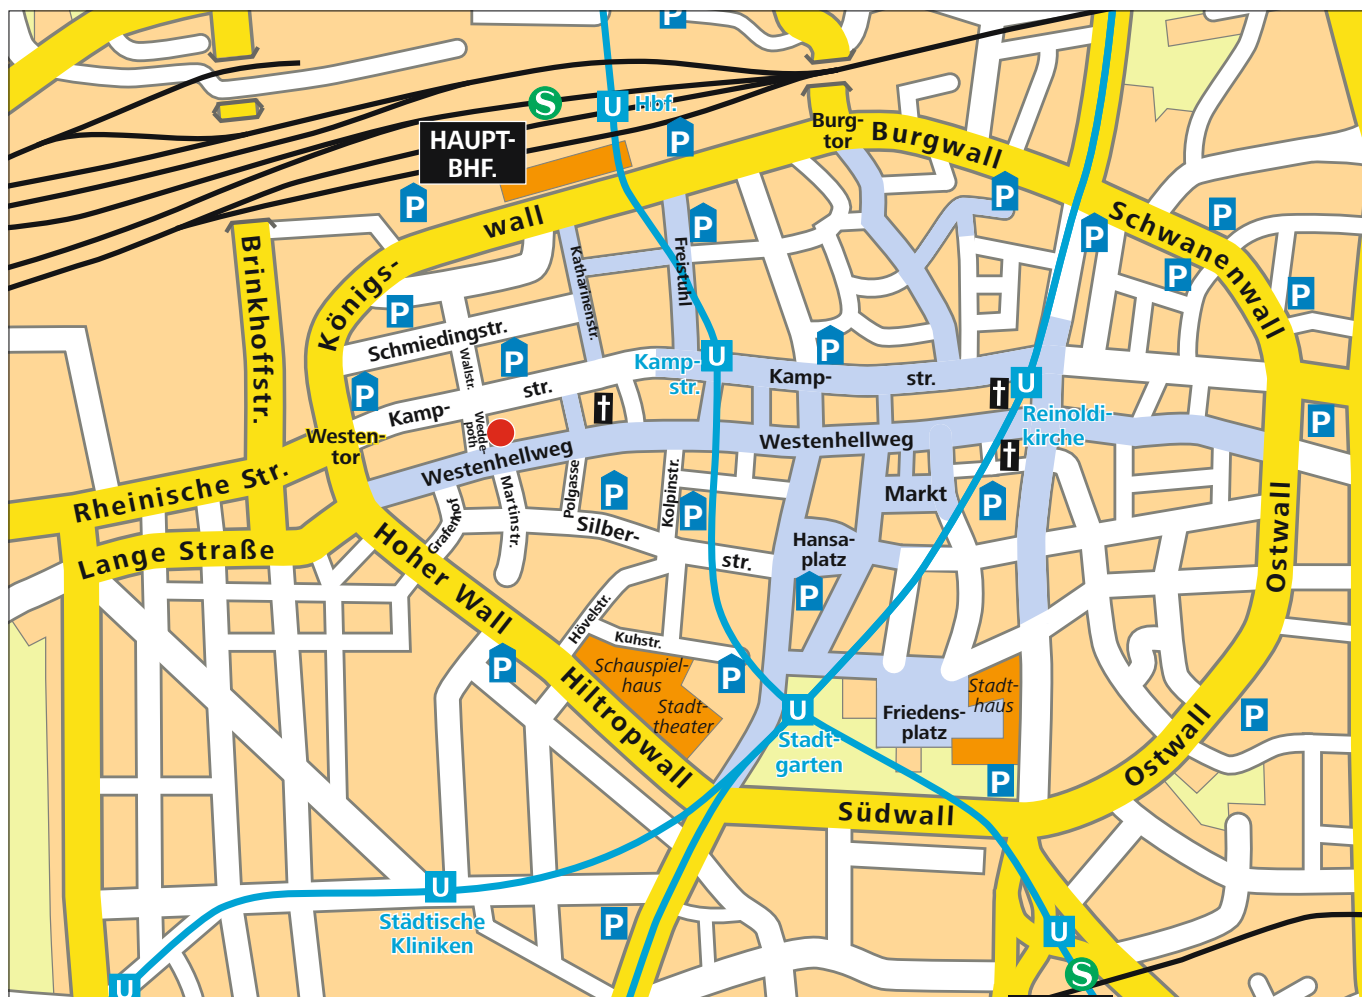 P
S
U Hbf.
HAUPT-
BHF.
P
P
Burg-
tor
Burgwall
P
P
P
P
P
P
P
Schwanenwall
Königs-
wall
Brinkhoffstr.
Katharinenstr.
Freistuhl
P
Schmiedingstr.
P
P
P
Wallstr.
Kamp-
str.
U
Kamp-
str.
Kamp-
str.
U
Reinoldi-
kirche
P
Westen-
tor
Wedde-
poth
Westenhellweg
Westenhellweg
Rheinische Str.
Lange Straße
Grafenhof
Martinstr.
Polgasse
P
Kolpinstr.
P
Markt
P
Silber-
str.
Hansa-
platz
P
Ostwall
Hoher Wall
Hövelstr.
Kuhstr.
P
P
Schauspiel-
haus
Stadt-
theater
Hiltropwall
U
Stadt-
garten
Friedens-
platz
Stadt-
haus
P
P
Ostwall
Südwall
U
Städtische
Kliniken
P
U
S
U